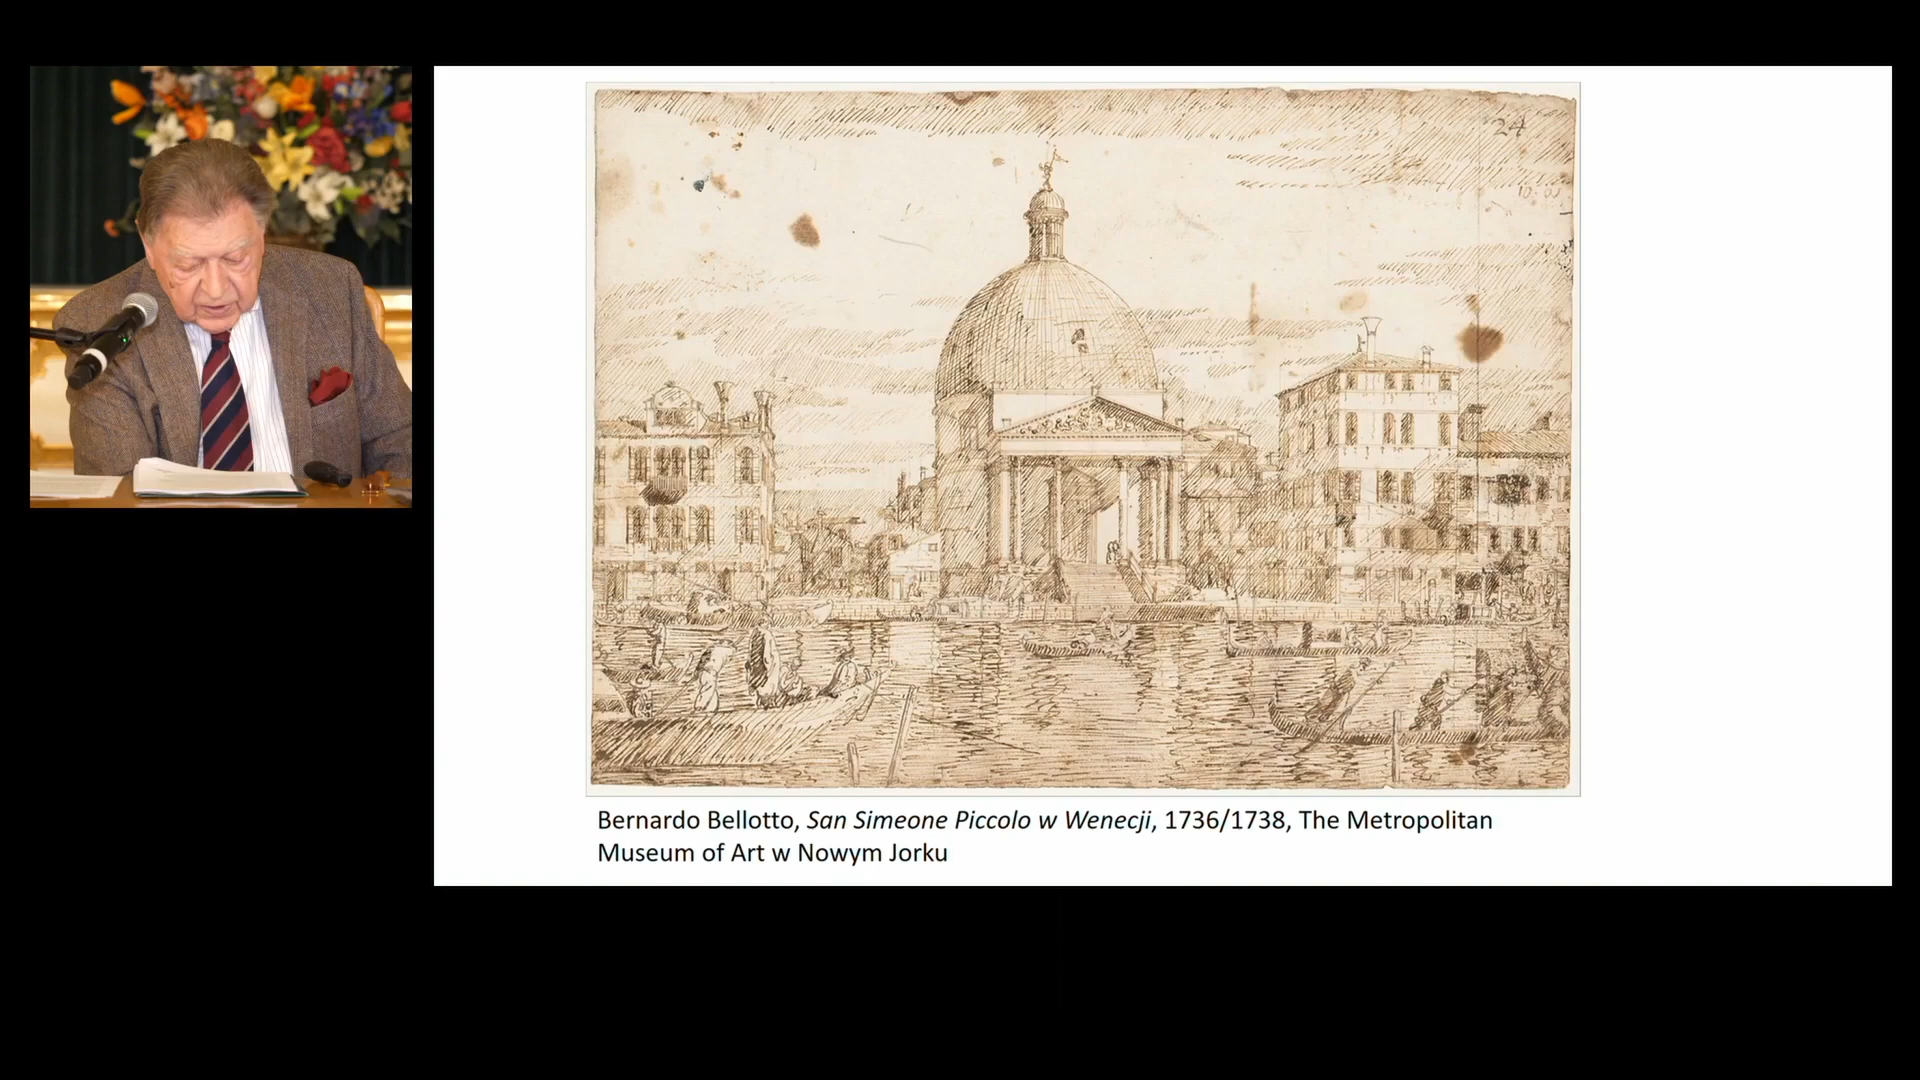 24
Bernardo Bellotto, San Simeone Piccolo w Wenecji, 1736/1738, The Metropolitan
Museum of Art w Nowym Jorku